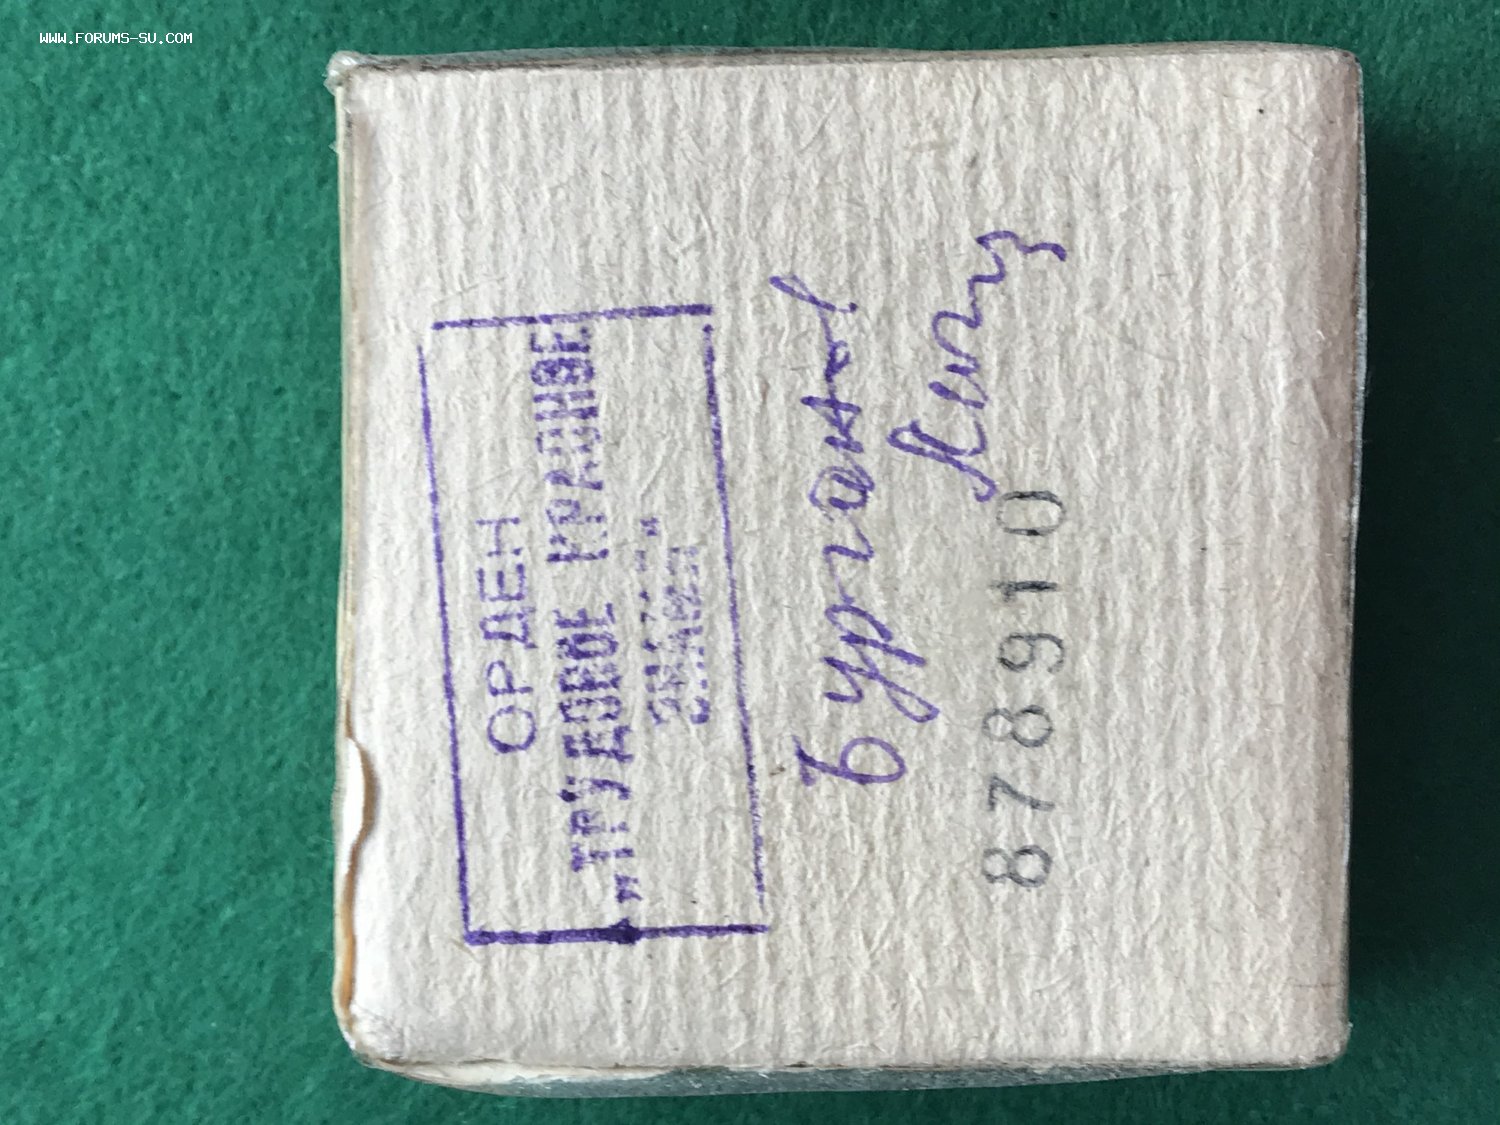 WWW.FORUMS-SU.COM
ОРДЕН
„ТРУДОВОЕ КРАСНОЕ
ЗНАМЯ"
878910